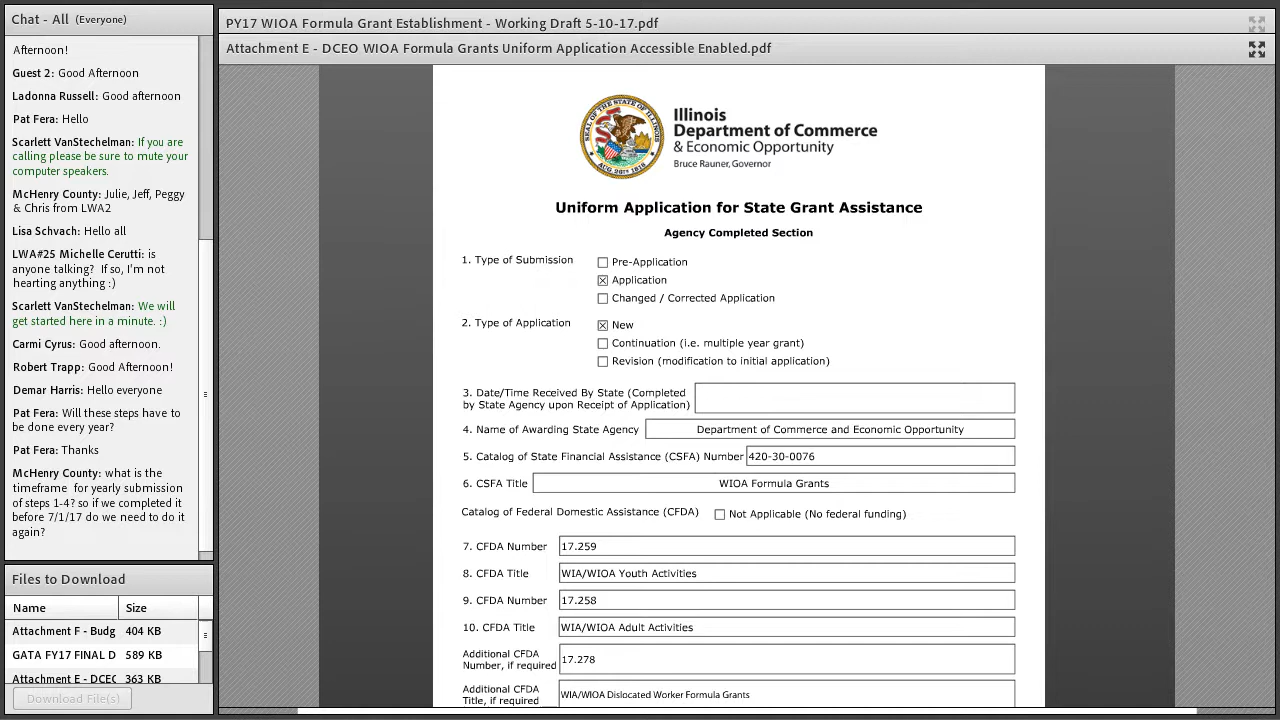 Chat - All (Everyone)
Afternoon!
Guest 2: Good Afternoon
Ladonna Russell: Good afternoon
Pat Fera: Hello
Scarlett VanStechelman: If you are
calling please be sure to mute your
computer speakers.
McHenry County: Julie, Jeff, Peggy
& Chris from LWA2
Lisa Schvach: Hello all
LWA#25 Michelle Cerutti: is
anyone talking? If so, I'm not
hearting anything :)
Scarlett VanStechelman: We will
get started here in a minute. :)
Carmi Cyrus: Good afternoon.
Robert Trapp: Good Afternoon!
Demar Harris: Hello everyone
Pat Fera: Will these steps have to
be done every year?
Pat Fera: Thanks
McHenry County: what is the
timeframe for yearly submission
of steps 1-4? so if we completed it
before 7/1/17 do we need to do it
again?
Files to Download
Name Size
Attachment F - Budg 404 KB
GATA FY17 FINAL D 589 KB
Attachment E - DCEC 363 KB
Download File(s)
PY17 WIOA Formula Grant Establishment - Working Draft 5-10-17.pdf
Attachment E - DCEO WIOA Formula Grants Uniform Application Accessible Enabled.pdf
SEAL OF THE STATE OF ILLINOIS
AUG. 26TH 1818
Illinois
Department of Commerce
& Economic Opportunity
Bruce Rauner, Governor
Uniform Application for State Grant Assistance
Agency Completed Section
1. Type of Submission
Pre-Application
Application
Changed / Corrected Application
2. Type of Application
New
Continuation (i.e. multiple year grant)
Revision (modification to initial application)
3. Date/Time Received By State (Completed
by State Agency upon Receipt of Application)
4. Name of Awarding State Agency Department of Commerce and Economic Opportunity
5. Catalog of State Financial Assistance (CSFA) Number 420-30-0076
6. CSFA Title WIOA Formula Grants
Catalog of Federal Domestic Assistance (CFDA) Not Applicable (No federal funding)
7. CFDA Number 17.259
8. CFDA Title WIA/WIOA Youth Activities
9. CFDA Number 17.258
10. CFDA Title WIA/WIOA Adult Activities
Additional CFDA
Number, if required 17.278
Additional CFDA
Title, if required WIA/WIOA Dislocated Worker Formula Grants